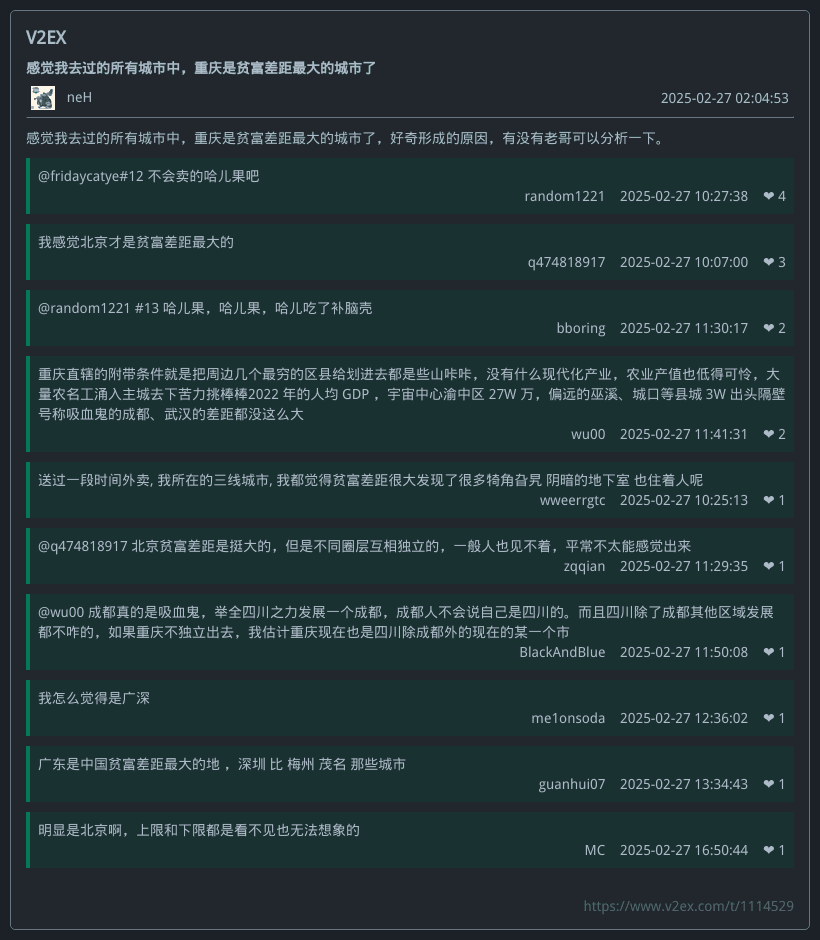 V2EX
感觉我去过的所有城市中，重庆是贫富差距最大的城市了
neH 2025-02-27 02:04:53
感觉我去过的所有城市中，重庆是贫富差距最大的城市了，好奇形成的原因，有没有老哥可以分析一下。
@fridaycatye#12 不会卖的哈儿果吧
random1221 2025-02-27 10:27:38 ❤ 4
我感觉北京才是贫富差距最大的
q474818917 2025-02-27 10:07:00 ❤ 3
@random1221 #13 哈儿果，哈儿果，哈儿吃了补脑壳
bboring 2025-02-27 11:30:17 ❤ 2
重庆直辖的附带条件就是把周边几个最穷的区县给划进去都是些山咔咔，没有什么现代化产业，农业产值也低得可怜，大
量农名工涌入主城去下苦力挑棒棒2022 年的人均 GDP ，宇宙中心渝中区 27W 万，偏远的巫溪、城口等县城 3W 出头隔壁
号称吸血鬼的成都、武汉的差距都没这么大
wu00 2025-02-27 11:41:31 ❤ 2
送过一段时间外卖, 我所在的三线城市, 我都觉得贫富差距很大发现了很多犄角旮旯 阴暗的地下室 也住着人呢
wweerrgtc 2025-02-27 10:25:13 ❤ 1
@q474818917 北京贫富差距是挺大的，但是不同圈层互相独立的，一般人也见不着，平常不太能感觉出来
zqqian 2025-02-27 11:29:35 ❤ 1
@wu00 成都真的是吸血鬼，举全四川之力发展一个成都，成都人不会说自己是四川的。而且四川除了成都其他区域发展
都不咋的，如果重庆不独立出去，我估计重庆现在也是四川除成都外的现在的某一个市
BlackAndBlue 2025-02-27 11:50:08 ❤ 1
我怎么觉得是广深
me1onsoda 2025-02-27 12:36:02 ❤ 1
广东是中国贫富差距最大的地 ，深圳 比 梅州 茂名 那些城市
guanhui07 2025-02-27 13:34:43 ❤ 1
明显是北京啊，上限和下限都是看不见也无法想象的
MC 2025-02-27 16:50:44 ❤ 1
https://www.v2ex.com/t/1114529